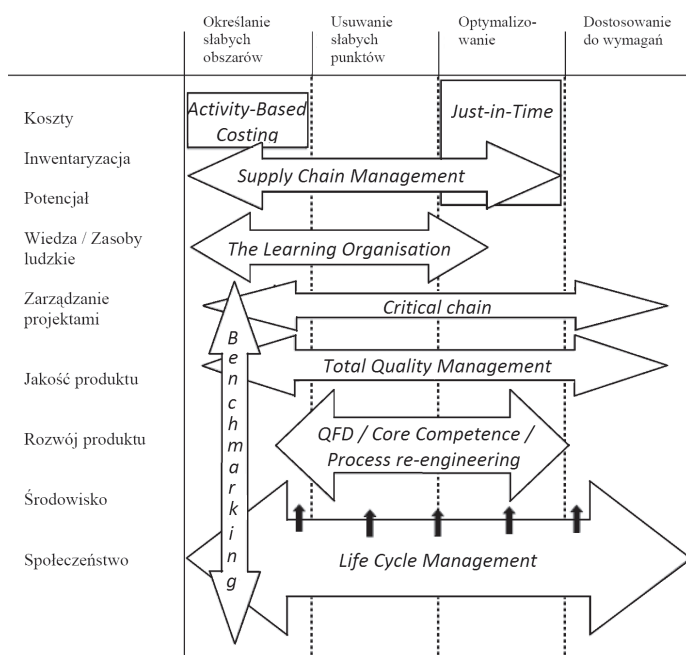 Określanie
słabych
obszarów
Usuwanie
słabych
punktów
Optymalizo-
wanie
Dostosowanie
do wymagań
Koszty
Inwentaryzacja
Potencjał
Wiedza / Zasoby
ludzkie
Zarządzanie
projektami
Jakość produktu
Rozwój produktu
Środowisko
Społeczeństwo
Activity-Based
Costing
Just-in-Time
Supply Chain Management
The Learning Organisation
Critical chain
Total Quality Management
QFD / Core Competence /
Process re-engineering
Life Cycle Management
Benchmarking